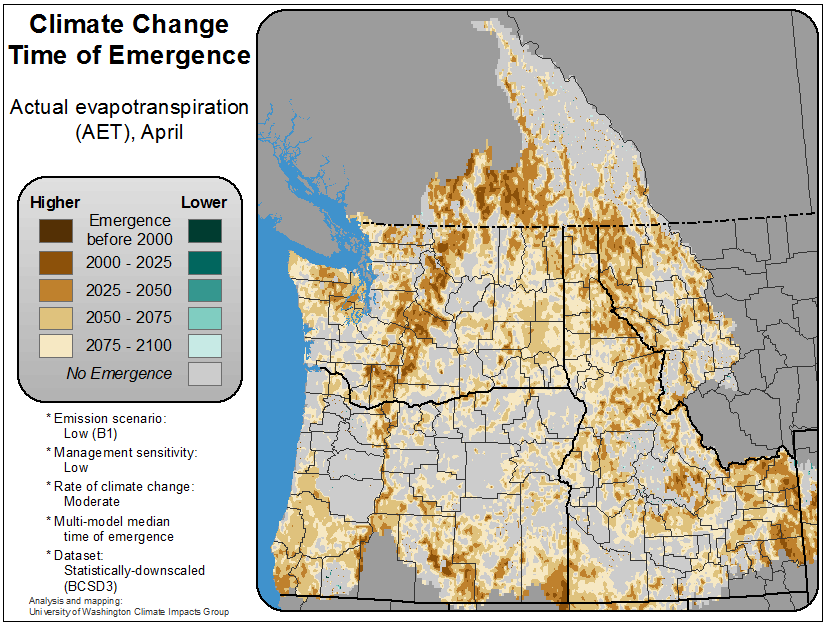 Climate Change
Time of Emergence
Actual evapotranspiration
(AET), April
Higher Lower
Emergence
before 2000
2000 - 2025
2025 - 2050
2050 - 2075
2075 - 2100
No Emergence
* Emission scenario:
Low (B1)
* Management sensitivity:
Low
* Rate of climate change:
Moderate
* Multi-model median
time of emergence
* Dataset:
Statistically-downscaled
(BCSD3)
Analysis and mapping:
University of Washington Climate Impacts Group